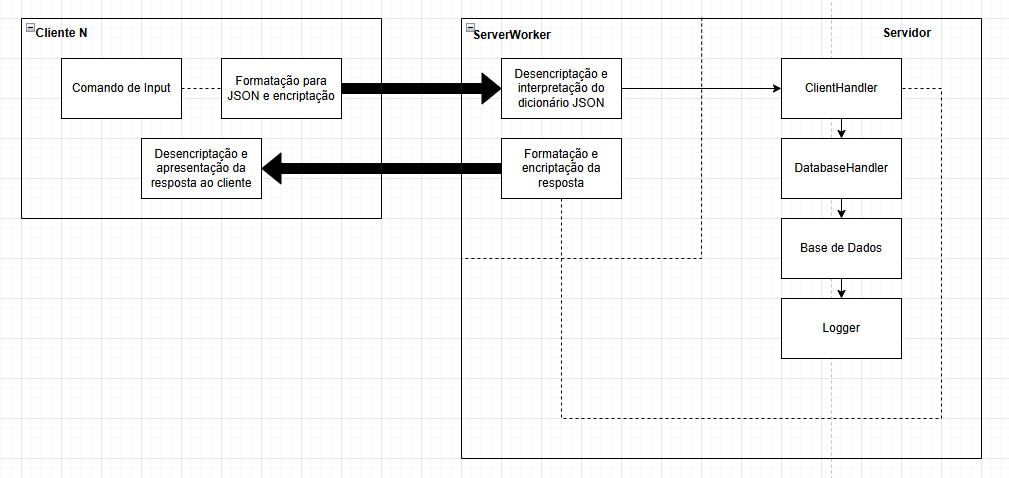 Cliente N
Comando de Input
Formatação para
JSON e encriptação
Desencriptação e
apresentação da
resposta ao cliente
ServerWorker
Servidor
Desencriptação e
interpretação do
dicionário JSON
Formatação e
encriptação da
resposta
ClientHandler
DatabaseHandler
Base de Dados
Logger